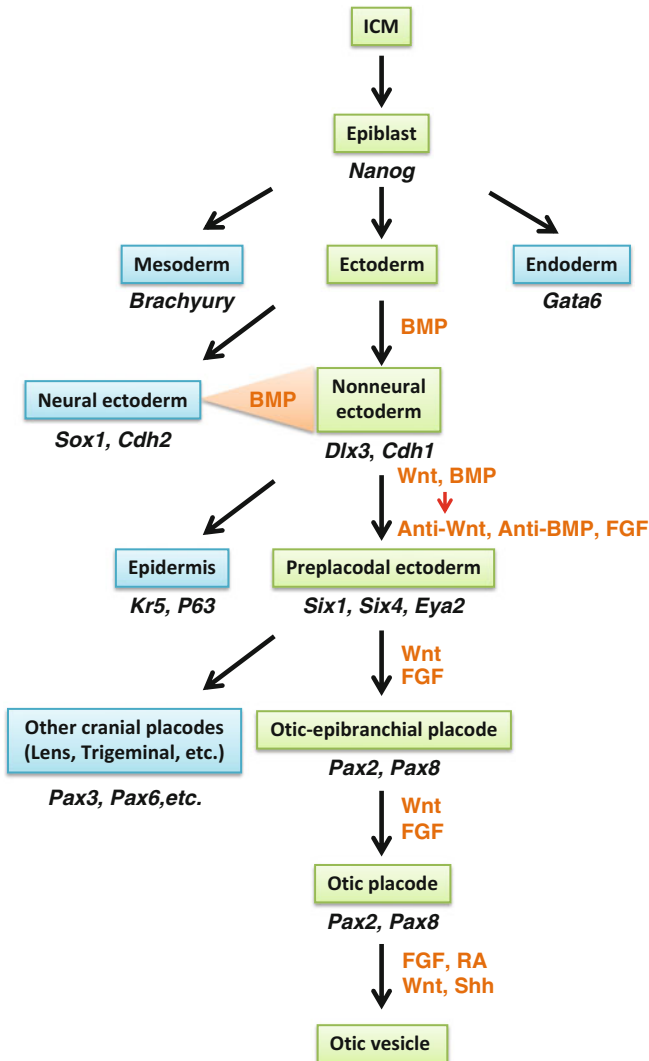 ICM
Epiblast
Nanog
Mesoderm
Brachyury
Ectoderm
Endoderm
Gata6
BMP
Neural ectoderm
Sox1, Cdh2
BMP
Nonneural
ectoderm
Dlx3, Cdh1
Wnt, BMP
Anti-Wnt, Anti-BMP, FGF
Epidermis
Kr5, P63
Preplacodal ectoderm
Six1, Six4, Eya2
Wnt
FGF
Other cranial placodes
(Lens, Trigeminal, etc.)
Pax3, Pax6,etc.
Otic-epibranchial placode
Pax2, Pax8
Wnt
FGF
Otic placode
Pax2, Pax8
FGF, RA
Wnt, Shh
Otic vesicle